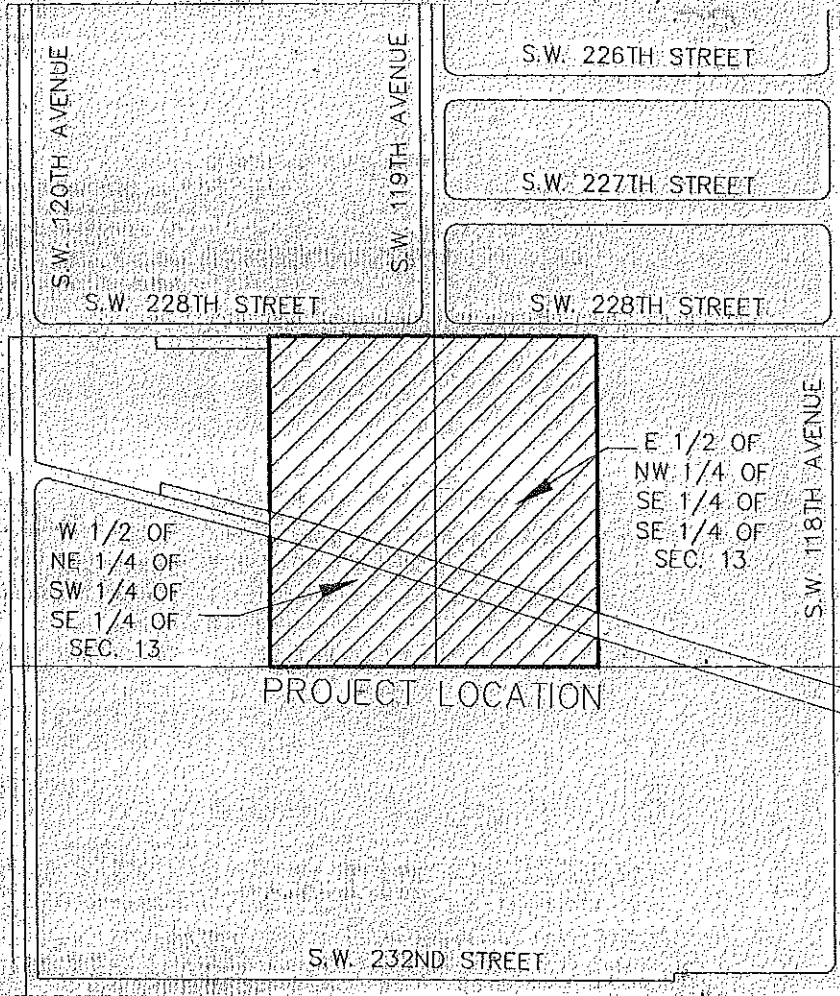 S.W. 120TH AVENUE
S.W. 119TH AVENUE
S.W. 226TH STREET
S.W. 227TH STREET
S.W. 228TH STREET
S.W. 228TH STREET
S.W. 118TH AVENUE
E 1/2 OF
NW 1/4 OF
SE 1/4 OF
SE 1/4 OF
SEC. 13
W 1/2 OF
NE 1/4 OF
SW 1/4 OF
SE 1/4 OF
SEC. 13
PROJECT LOCATION
S.W. 232ND STREET